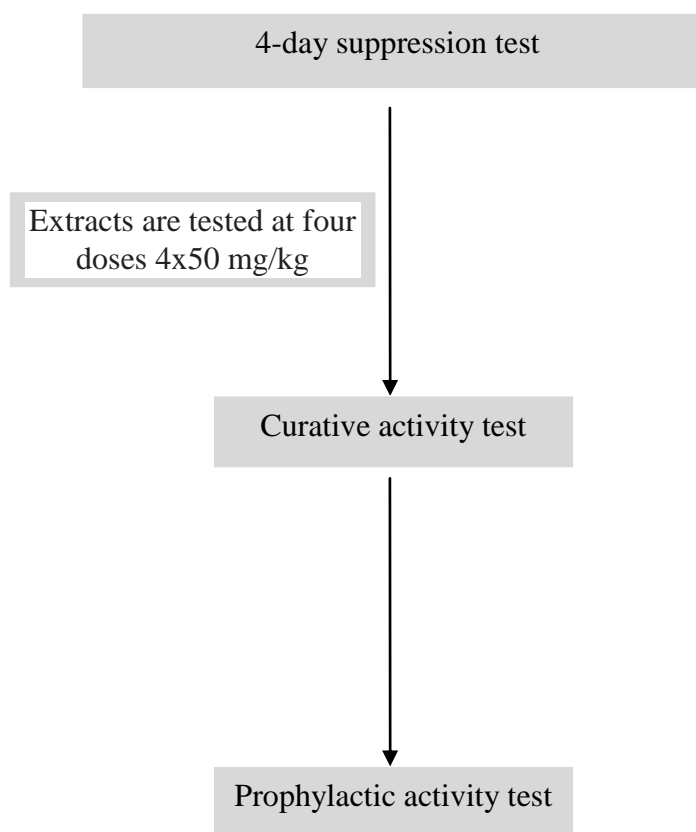 4-day suppression test
Extracts are tested at four
doses 4x50 mg/kg
Curative activity test
Prophylactic activity test